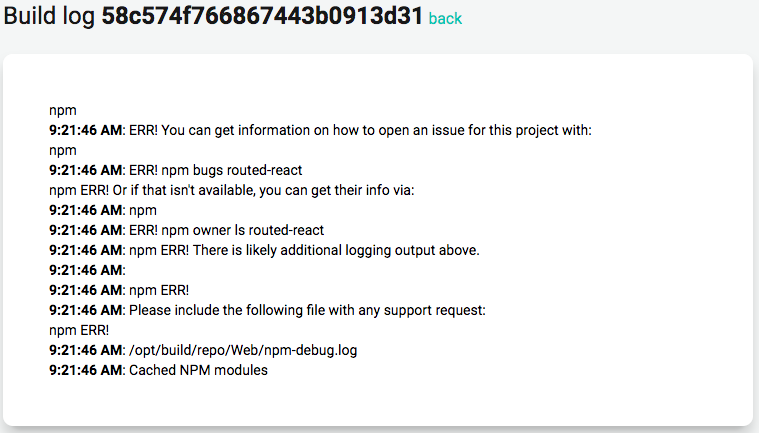 Build log 58c574f766867443b0913d31 back
npm
9:21:46 AM: ERR! You can get information on how to open an issue for this project with:
npm
9:21:46 AM: ERR! npm bugs routed-react
npm ERR! Or if that isn't available, you can get their info via:
9:21:46 AM: npm
9:21:46 AM: ERR! npm owner ls routed-react
9:21:46 AM: npm ERR! There is likely additional logging output above.
9:21:46 AM:
9:21:46 AM: npm ERR!
9:21:46 AM: Please include the following file with any support request:
npm ERR!
9:21:46 AM: /opt/build/repo/Web/npm-debug.log
9:21:46 AM: Cached NPM modules